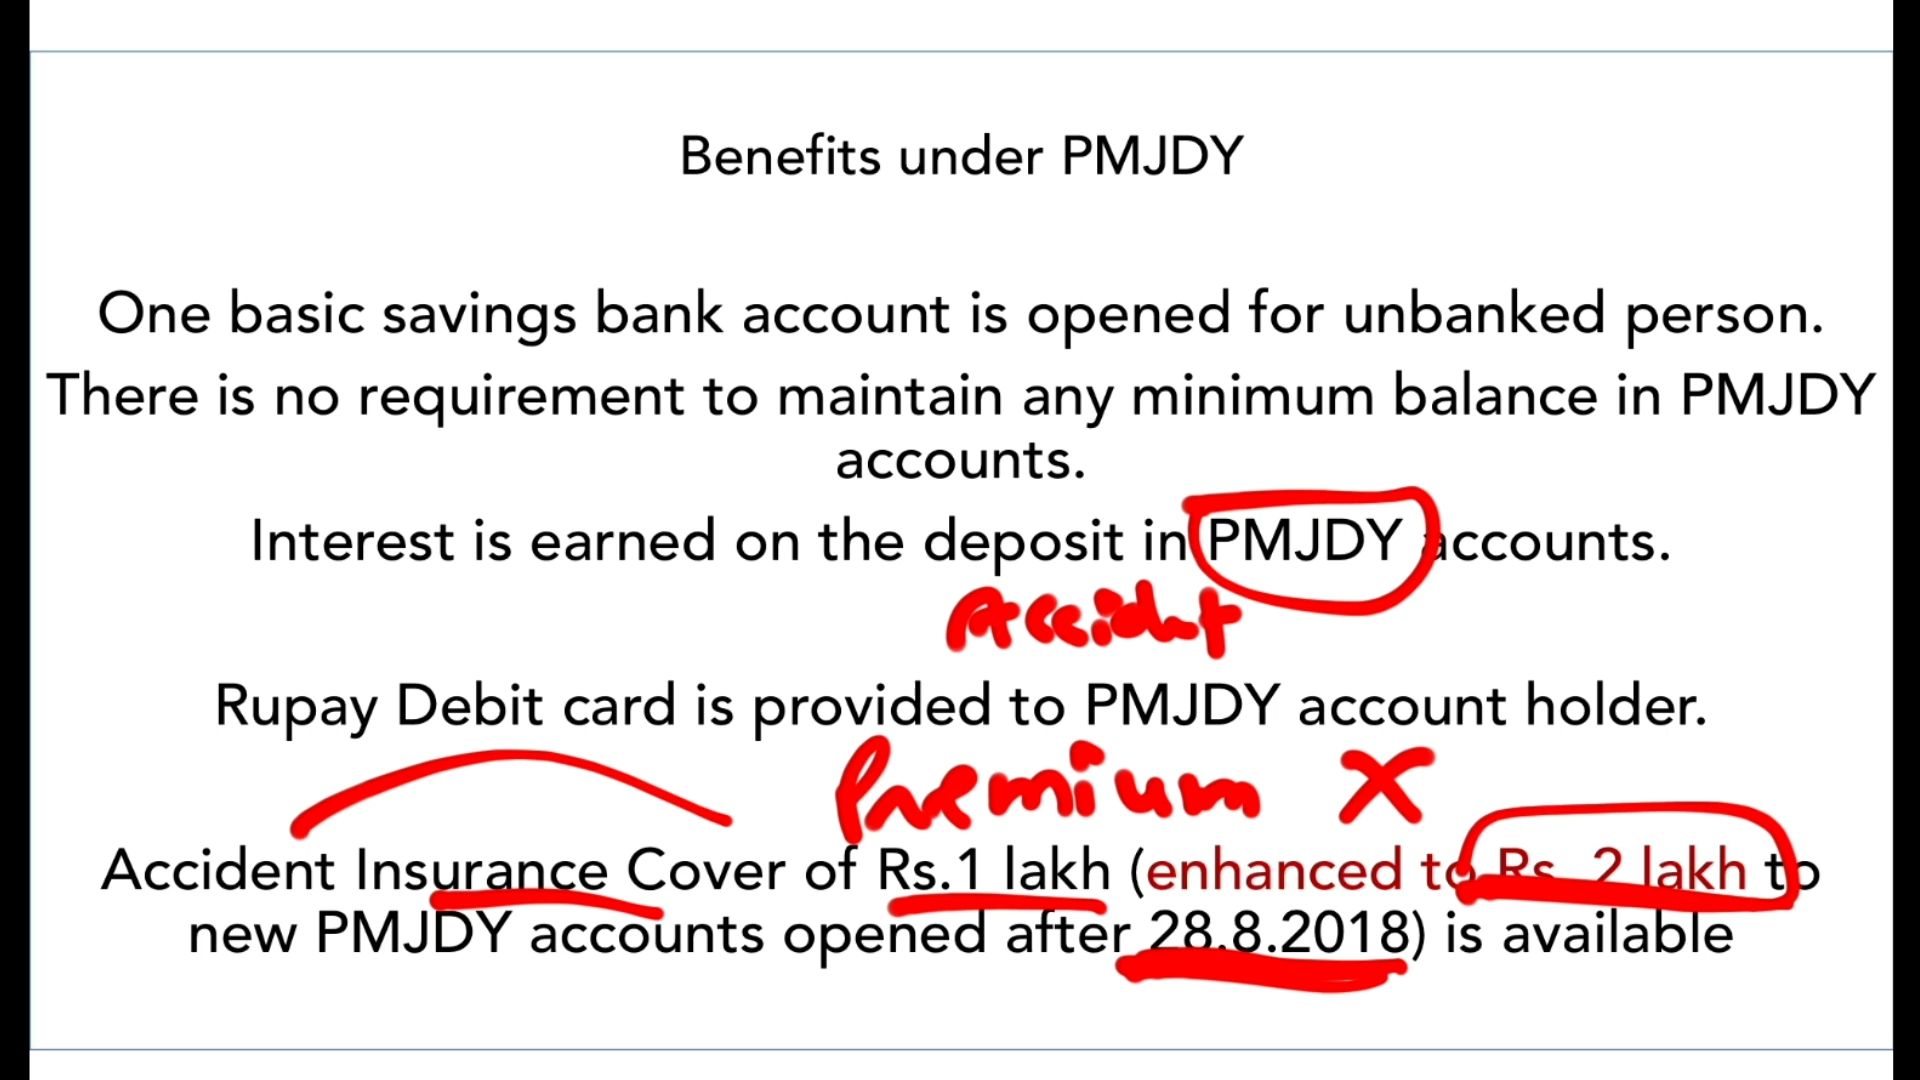 Benefits under PMJDY
One basic savings bank account is opened for unbanked person.
There is no requirement to maintain any minimum balance in PMJDY
accounts.
Interest is earned on the deposit in PMJDY accounts.
Accident
Rupay Debit card is provided to PMJDY account holder.
Premium X
Accident Insurance Cover of Rs.1 lakh (enhanced to Rs. 2 lakh to
new PMJDY accounts opened after 28.8.2018) is available